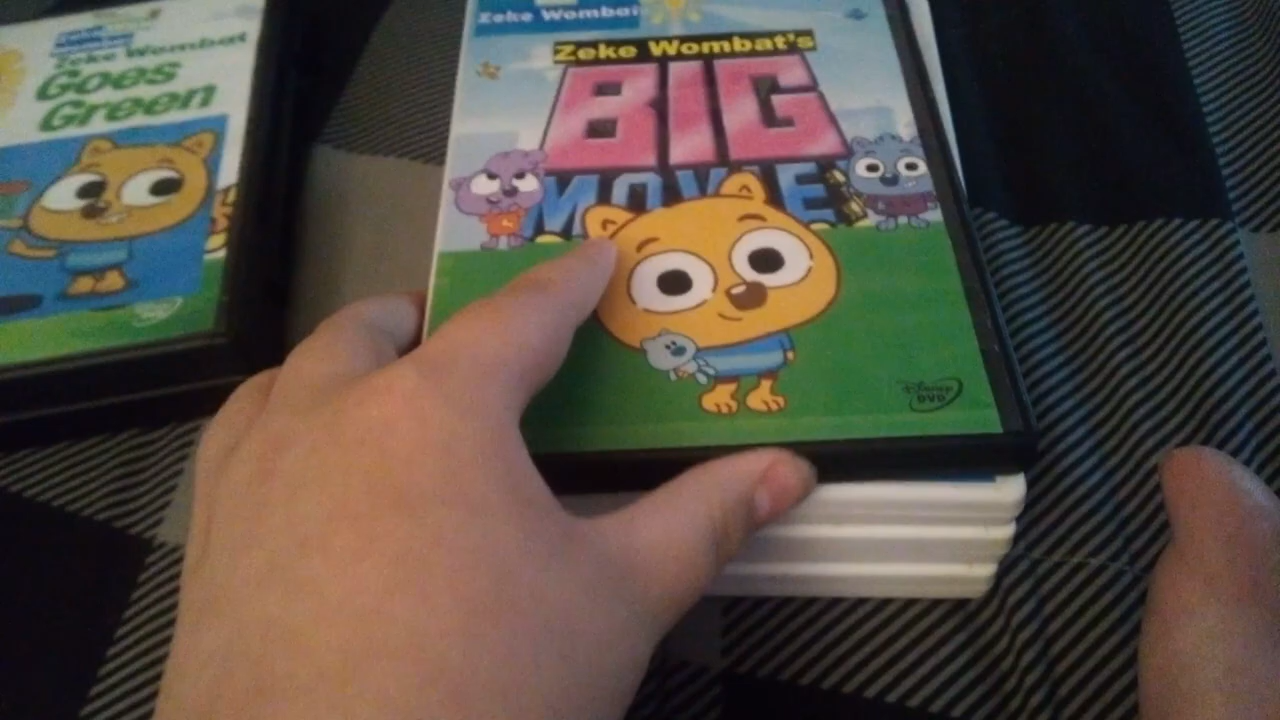 Zeke Wombat
Goes
Green
Zeke Wombat
Zeke Wombat's
BIG
MOVIE
Disney
DVD